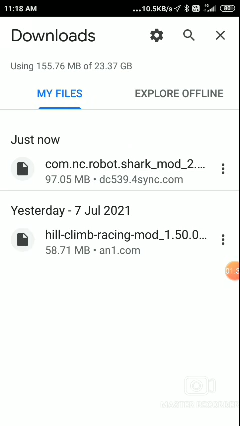 11:18 AM
...10.5KB/s
Downloads
Using 155.76 MB of 23.37 GB
MY FILES
EXPLORE OFFLINE
Just now
com.nc.robot.shark_mod_2....
97.05 MB • dc539.4sync.com
Yesterday - 7 Jul 2021
hill-climb-racing-mod_1.50.0...
58.71 MB • an1.com